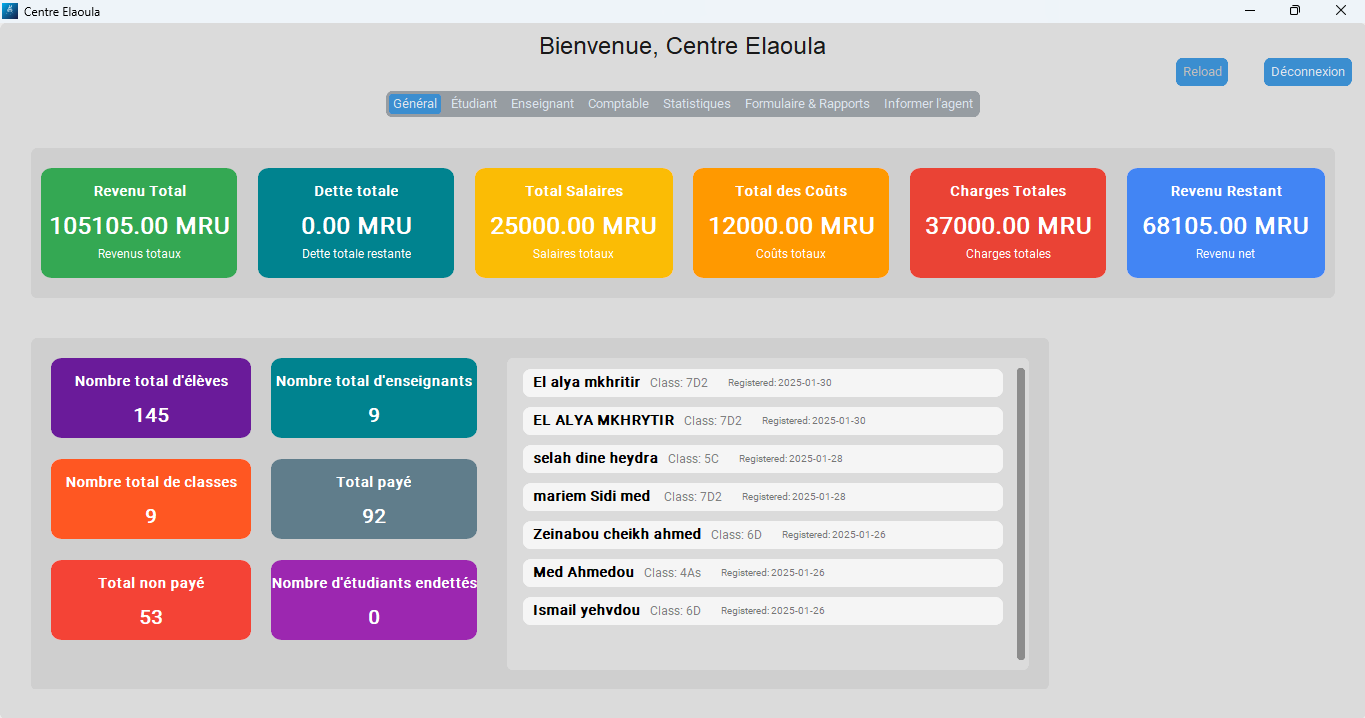 Centre Elaoula
Bienvenue, Centre Elaoula
Reload Déconnexion
Général Étudiant Enseignant Comptable Statistiques Formulaire & Rapports Informer l'agent
Revenu Total
105105.00 MRU
Revenus totaux
Dette totale
0.00 MRU
Dette totale restante
Total Salaires
25000.00 MRU
Salaires totaux
Total des Coûts
12000.00 MRU
Coûts totaux
Charges Totales
37000.00 MRU
Charges totales
Revenu Restant
68105.00 MRU
Revenu net
Nombre total d'élèves
145
Nombre total d'enseignants
9
Nombre total de classes
9
Total payé
92
Total non payé
53
Nombre d'étudiants endettés
0
El alya mkhritir Class: 7D2 Registered: 2025-01-30
EL ALYA MKHRYTIR Class: 7D2 Registered: 2025-01-30
selah dine heydra Class: 5C Registered: 2025-01-28
mariem Sidi med Class: 7D2 Registered: 2025-01-28
Zeinabou cheikh ahmed Class: 6D Registered: 2025-01-26
Med Ahmedou Class: 4As Registered: 2025-01-26
Ismail yehvdou Class: 6D Registered: 2025-01-26